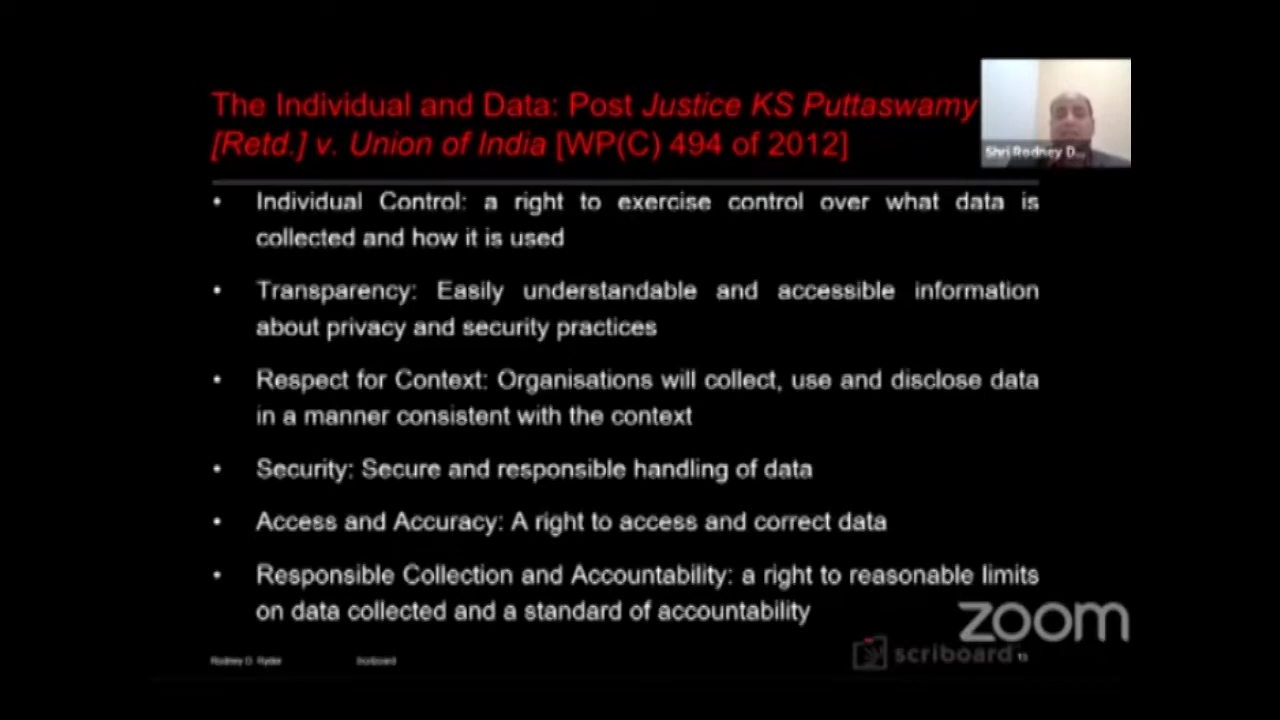 The Individual and Data: Post Justice KS Puttaswamy
[Retd.] v. Union of India [WP(C) 494 of 2012]
Shri Rodney D...
• Individual Control: a right to exercise control over what data is
collected and how it is used
• Transparency: Easily understandable and accessible information
about privacy and security practices
• Respect for Context: Organisations will collect, use and disclose data
in a manner consistent with the context
• Security: Secure and responsible handling of data
• Access and Accuracy: A right to access and correct data
• Responsible Collection and Accountability: a right to reasonable limits
on data collected and a standard of accountability
zoom
Rodney D. Ryder
Scriboard
scriboard